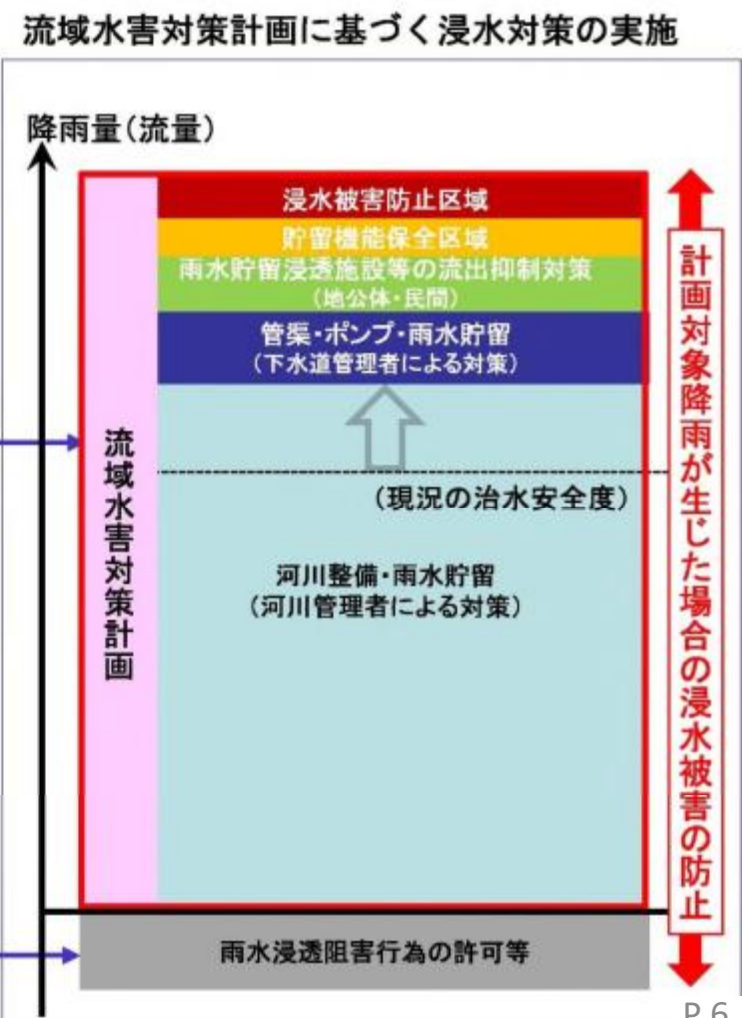 流域水害対策計画に基づく浸水対策の実施
降雨量(流量)
浸水被害防止区域
貯留機能保全区域
雨水貯留浸透施設等の流出抑制対策
(地公体・民間)
管渠・ポンプ・雨水貯留
(下水道管理者による対策)
流域水害対策計画
(現況の治水安全度)
河川整備・雨水貯留
(河川管理者による対策)
計画対象降雨が生じた場合の浸水被害の防止
雨水浸透阻害行為の許可等
P.6